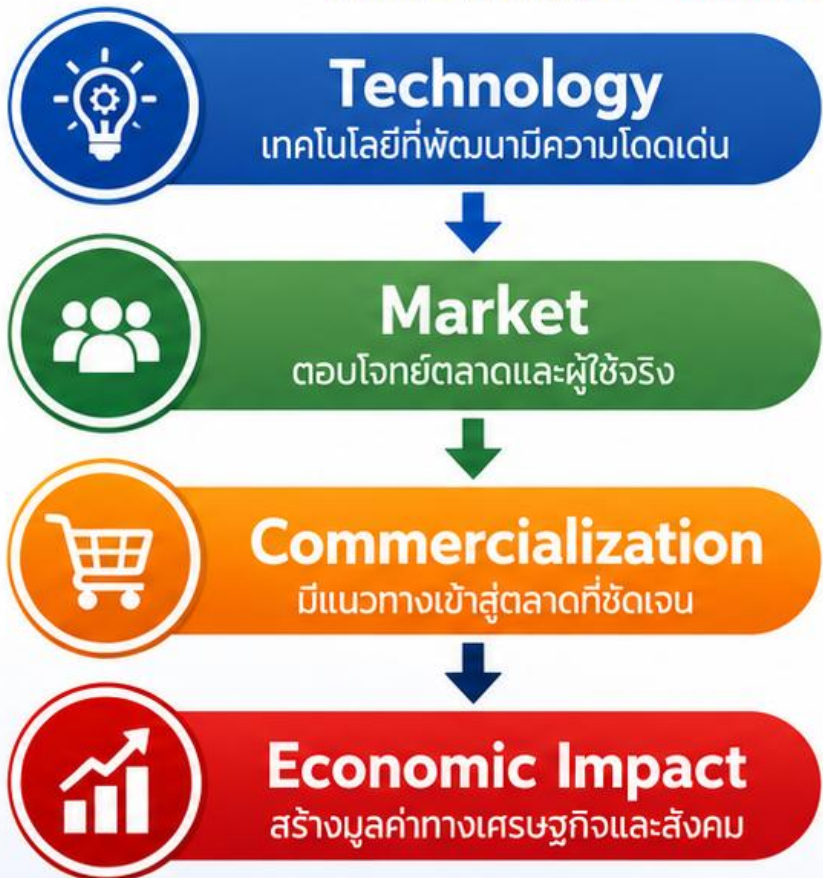 Technology
เทคโนโลยีที่พัฒนามีความโดดเด่น
Market
ตอบโจทย์ตลาดและผู้ใช้จริง
Commercialization
มีแนวทางเข้าสู่ตลาดที่ชัดเจน
Economic Impact
สร้างมูลค่าทางเศรษฐกิจและสังคม